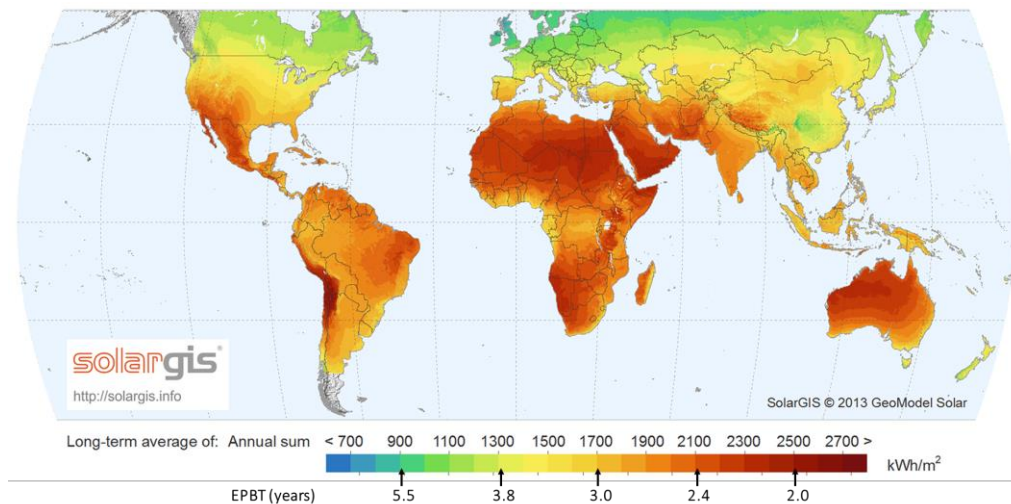 solargis®
http://solargis.info
SolarGIS © 2013 GeoModel Solar
Long-term average of: Annual sum < 700 900 1100 1300 1500 1700 1900 2100 2300 2500 2700 >
kWh/m²
EPBT (years) 5.5 3.8 3.0 2.4 2.0